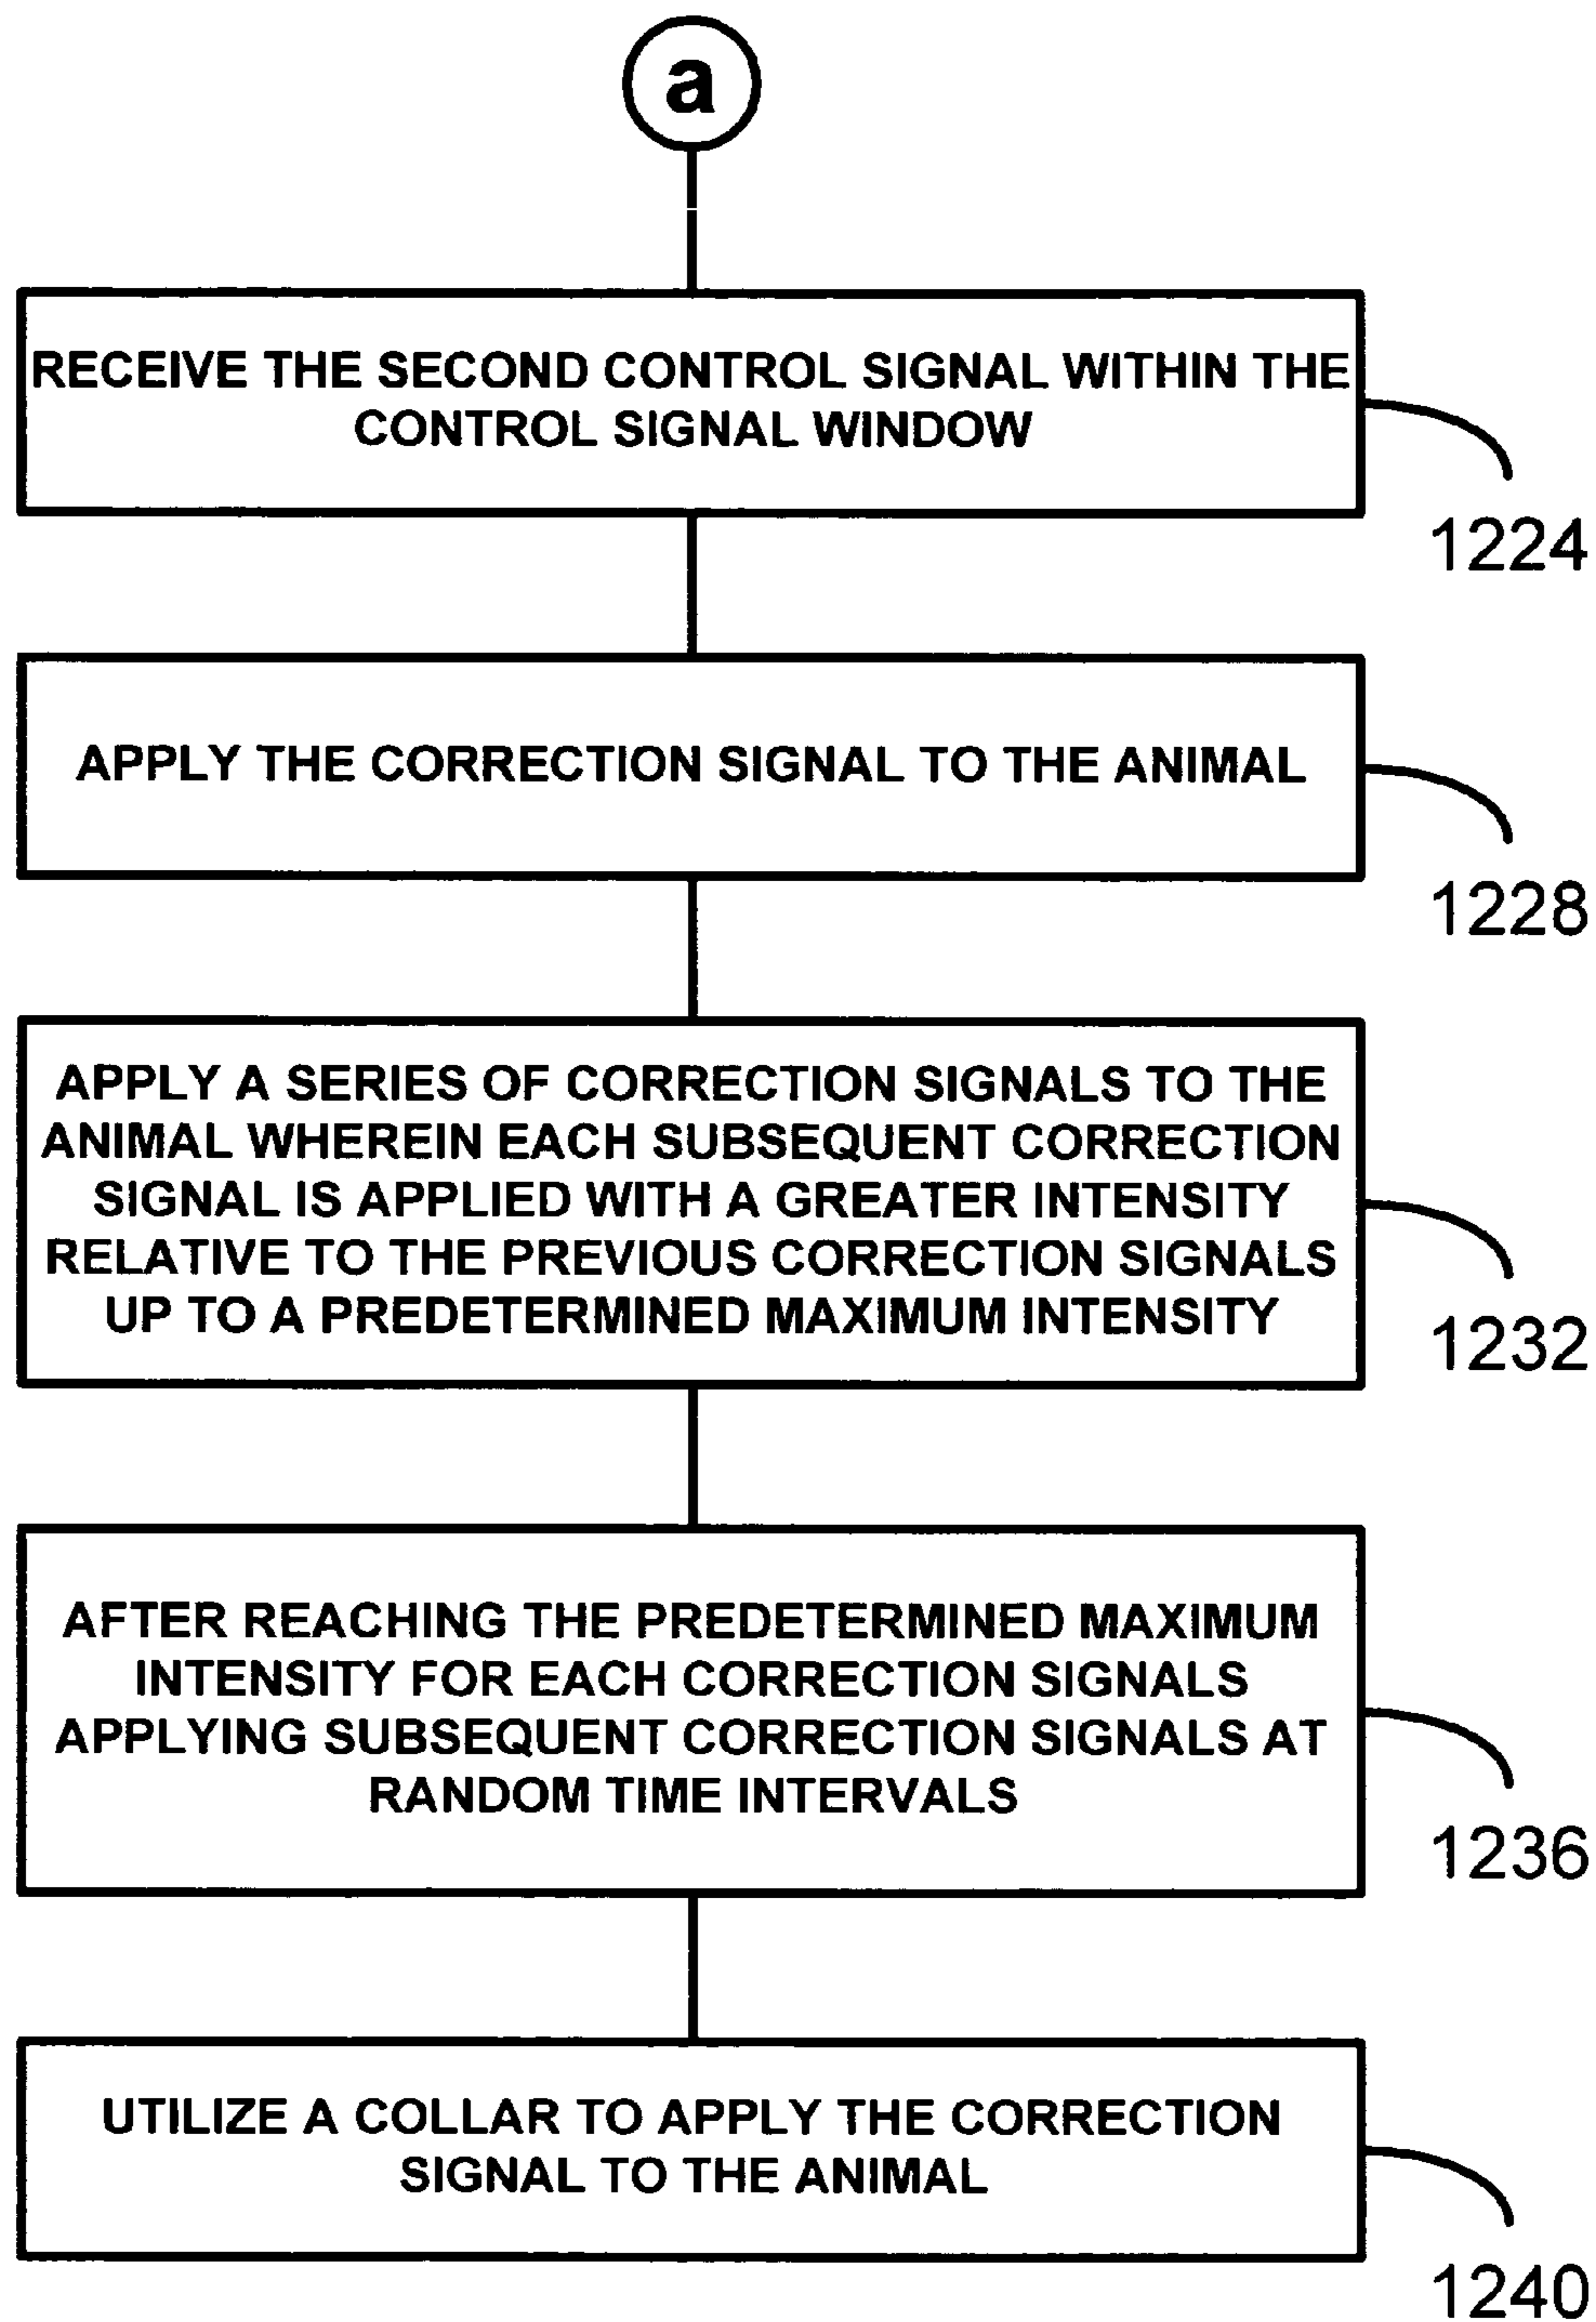 a
RECEIVE THE SECOND CONTROL SIGNAL WITHIN THE
CONTROL SIGNAL WINDOW
1224
APPLY THE CORRECTION SIGNAL TO THE ANIMAL
1228
APPLY A SERIES OF CORRECTION SIGNALS TO THE
ANIMAL WHEREIN EACH SUBSEQUENT CORRECTION
SIGNAL IS APPLIED WITH A GREATER INTENSITY
RELATIVE TO THE PREVIOUS CORRECTION SIGNALS
UP TO A PREDETERMINED MAXIMUM INTENSITY
1232
AFTER REACHING THE PREDETERMINED MAXIMUM
INTENSITY FOR EACH CORRECTION SIGNALS
APPLYING SUBSEQUENT CORRECTION SIGNALS AT
RANDOM TIME INTERVALS
1236
UTILIZE A COLLAR TO APPLY THE CORRECTION
SIGNAL TO THE ANIMAL
1240